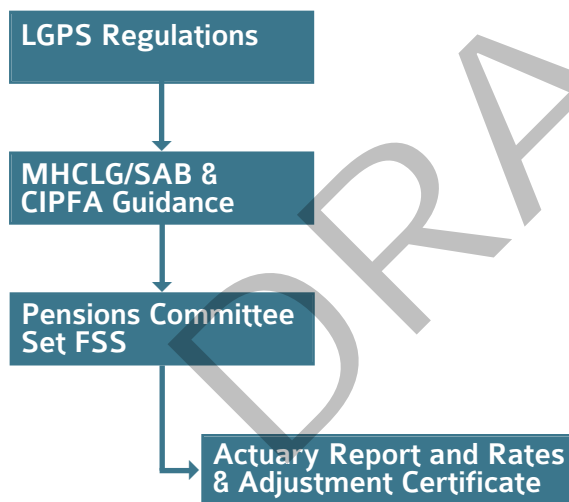 LGPS Regulations
MHCLG/SAB &
CIPFA Guidance
Pensions Committee
Set FSS
Actuary Report and Rates
& Adjustment Certificate
DRA